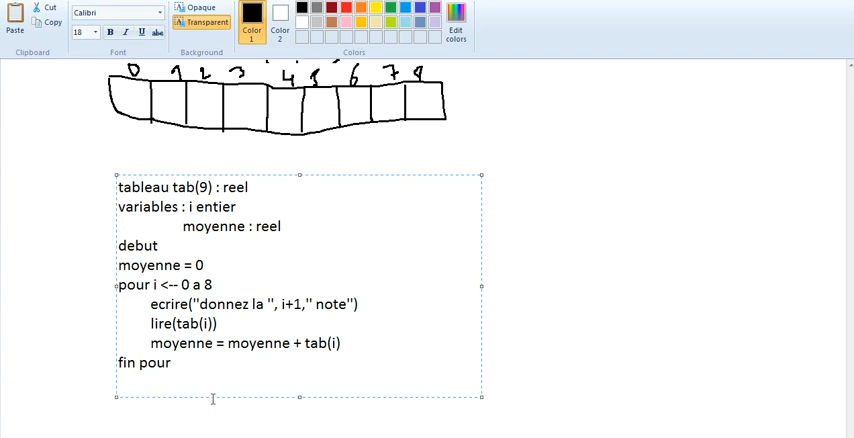 Paste
Cut
Copy
Clipboard
Calibri
18
B I U abc
Font
Opaque
Transparent
Background
Color 1
Color 2
Edit colors
Colors
0 1 2 3 4 5 6 7 8
tableau tab(9) : reel
variables : i entier
moyenne : reel
debut
moyenne = 0
pour i <-- 0 a 8
ecrire("donnez la ", i+1," note")
lire(tab(i))
moyenne = moyenne + tab(i)
fin pour